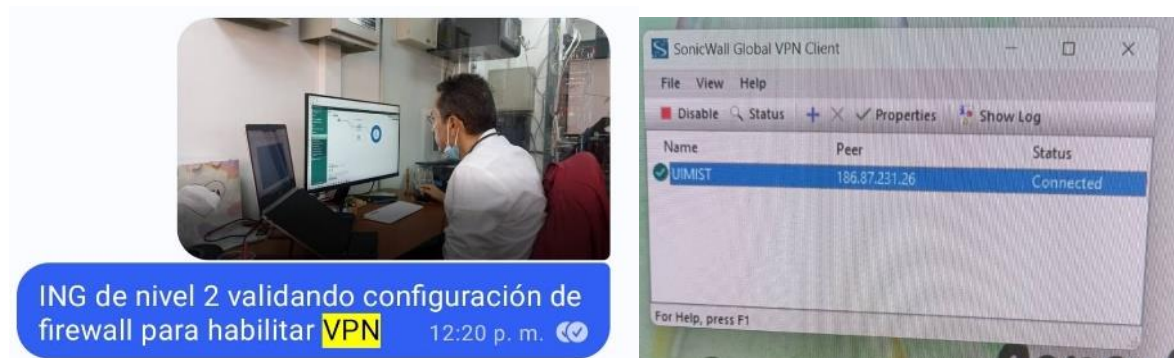 ING de nivel 2 validando configuración de
firewall para habilitar VPN
12:20 p. m.
SonicWall Global VPN Client
File View Help
Disable Status Properties Show Log
Name Peer Status
UIMIST 186.87.231.26 Connected
For Help, press F1